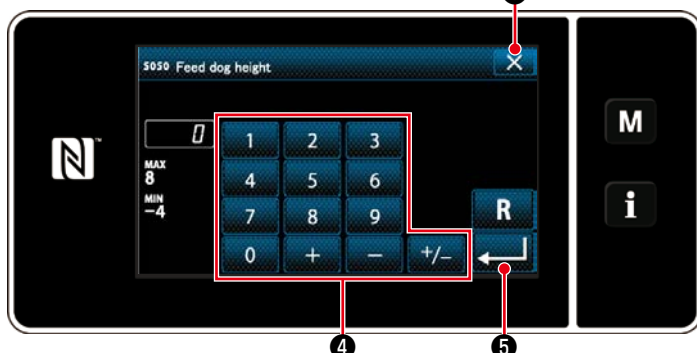 S050 Feed dog height
0 1 2 3
MAX
8
4 5 6
MIN
-4
7 8 9
0 + − +/−
R
M
i
N
4
5